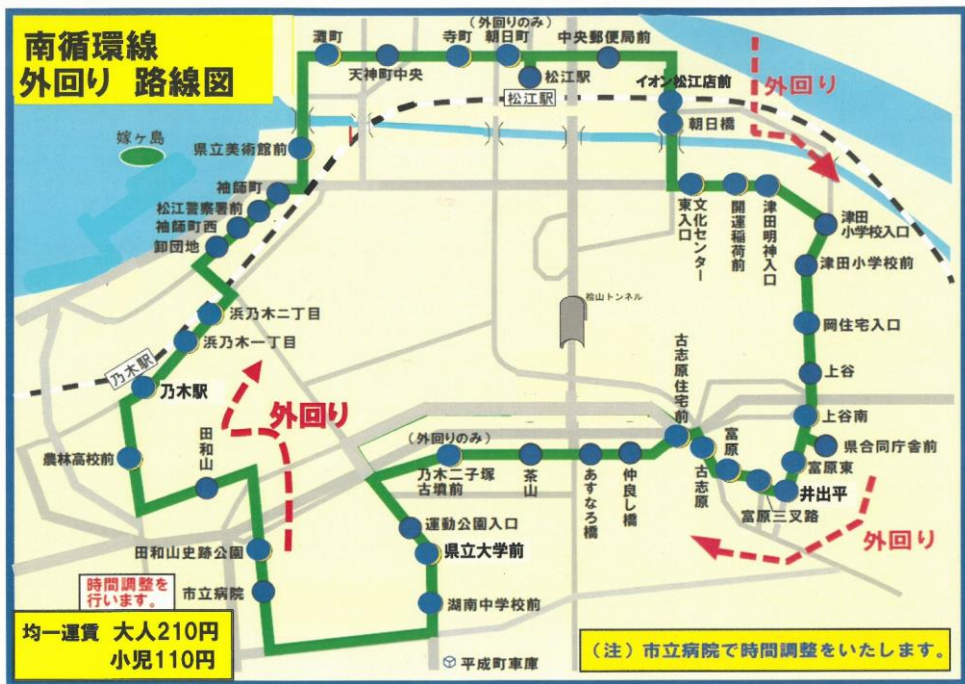 南循環線
外回り 路線図
灘町
天神町中央
寺町
(外回りのみ)
朝日町
松江駅
松江駅
中央郵便局前
イオン松江店前
朝日橋
外回り
嫁ヶ島
県立美術館前
袖師町
松江警察署前
袖師町西
卸団地
浜乃木二丁目
浜乃木一丁目
乃木駅
乃木駅
農林高校前
田和山
外回り
田和山史跡公園
市立病院
時間調整を
行います。
文化センター
東入口
開運稲荷前
津田明神入口
津田
小学校入口
津田小学校前
岡住宅入口
上谷
上谷南
県合同庁舎前
富原東
井出平
富原三叉路
富原
古志原
古志原住宅前
仲良し橋
あすなろ橋
茶山
(外回りのみ)
乃木二子塚
古墳前
運動公園入口
県立大学前
湖南中学校前
平成町車庫
桧山トンネル
外回り
均一運賃 大人210円
小児110円
(注)市立病院で時間調整をいたします。